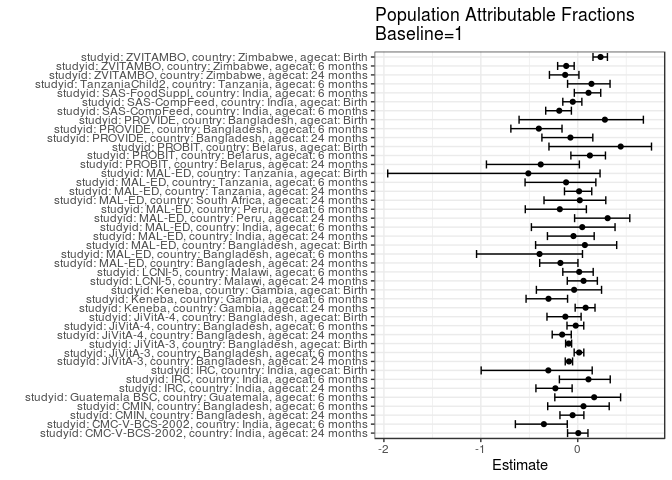 Population Attributable Fractions
Baseline=1
studyid: ZVITAMBO, country: Zimbabwe, agecat: Birth
studyid: ZVITAMBO, country: Zimbabwe, agecat: 6 months
studyid: ZVITAMBO, country: Zimbabwe, agecat: 24 months
studyid: TanzaniaChild2, country: Tanzania, agecat: 6 months
studyid: SAS-FoodSuppl, country: India, agecat: 6 months
studyid: SAS-CompFeed, country: India, agecat: Birth
studyid: SAS-CompFeed, country: India, agecat: 6 months
studyid: PROVIDE, country: Bangladesh, agecat: Birth
studyid: PROVIDE, country: Bangladesh, agecat: 6 months
studyid: PROVIDE, country: Bangladesh, agecat: 24 months
studyid: PROBIT, country: Belarus, agecat: Birth
studyid: PROBIT, country: Belarus, agecat: 6 months
studyid: PROBIT, country: Belarus, agecat: 24 months
studyid: MAL-ED, country: Tanzania, agecat: Birth
studyid: MAL-ED, country: Tanzania, agecat: 6 months
studyid: MAL-ED, country: Tanzania, agecat: 24 months
studyid: MAL-ED, country: South Africa, agecat: 24 months
studyid: MAL-ED, country: Peru, agecat: 6 months
studyid: MAL-ED, country: Peru, agecat: 24 months
studyid: MAL-ED, country: India, agecat: 6 months
studyid: MAL-ED, country: India, agecat: 24 months
studyid: MAL-ED, country: Bangladesh, agecat: Birth
studyid: MAL-ED, country: Bangladesh, agecat: 6 months
studyid: MAL-ED, country: Bangladesh, agecat: 24 months
studyid: LCNI-5, country: Malawi, agecat: 6 months
studyid: LCNI-5, country: Malawi, agecat: 24 months
studyid: Keneba, country: Gambia, agecat: Birth
studyid: Keneba, country: Gambia, agecat: 6 months
studyid: Keneba, country: Gambia, agecat: 24 months
studyid: JiVitA-4, country: Bangladesh, agecat: Birth
studyid: JiVitA-4, country: Bangladesh, agecat: 6 months
studyid: JiVitA-4, country: Bangladesh, agecat: 24 months
studyid: JiVitA-3, country: Bangladesh, agecat: Birth
studyid: JiVitA-3, country: Bangladesh, agecat: 6 months
studyid: JiVitA-3, country: Bangladesh, agecat: 24 months
studyid: IRC, country: India, agecat: Birth
studyid: IRC, country: India, agecat: 6 months
studyid: IRC, country: India, agecat: 24 months
studyid: Guatemala BSC, country: Guatemala, agecat: 6 months
studyid: CMIN, country: Bangladesh, agecat: 6 months
studyid: CMIN, country: Bangladesh, agecat: 24 months
studyid: CMC-V-BCS-2002, country: India, agecat: 6 months
studyid: CMC-V-BCS-2002, country: India, agecat: 24 months
-2 -1 0
Estimate